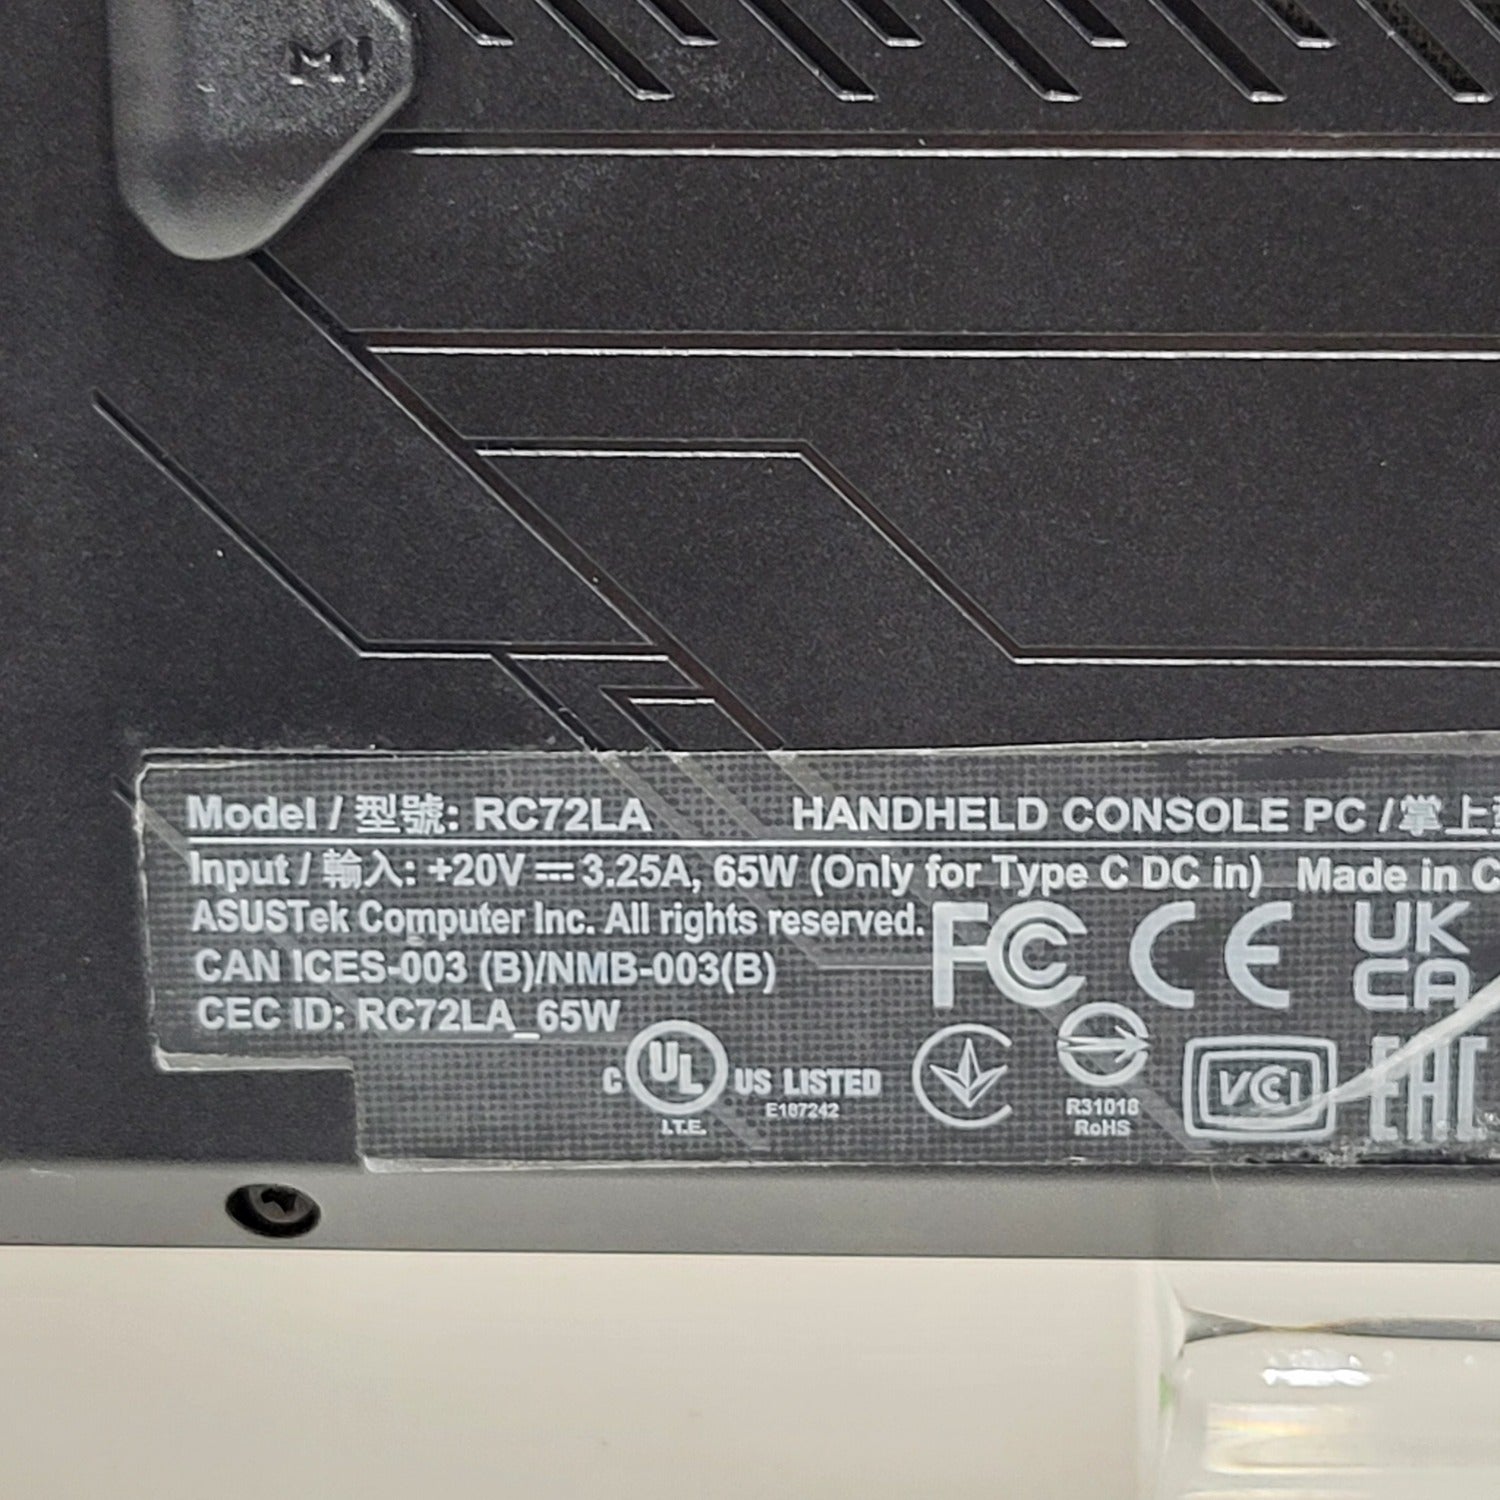 M1
Model / 型號: RC72LA HANDHELD CONSOLE PC / 掌上
Input / 輸入: +20V ⎓ 3.25A, 65W (Only for Type C DC in) Made in C
ASUSTek Computer Inc. All rights reserved.
CAN ICES-003 (B)/NMB-003(B)
CEC ID: RC72LA_65W
FC CE UK CA
C UL US LISTED
E187242
I.T.E.
R31018
RoHS
VCI
EAC